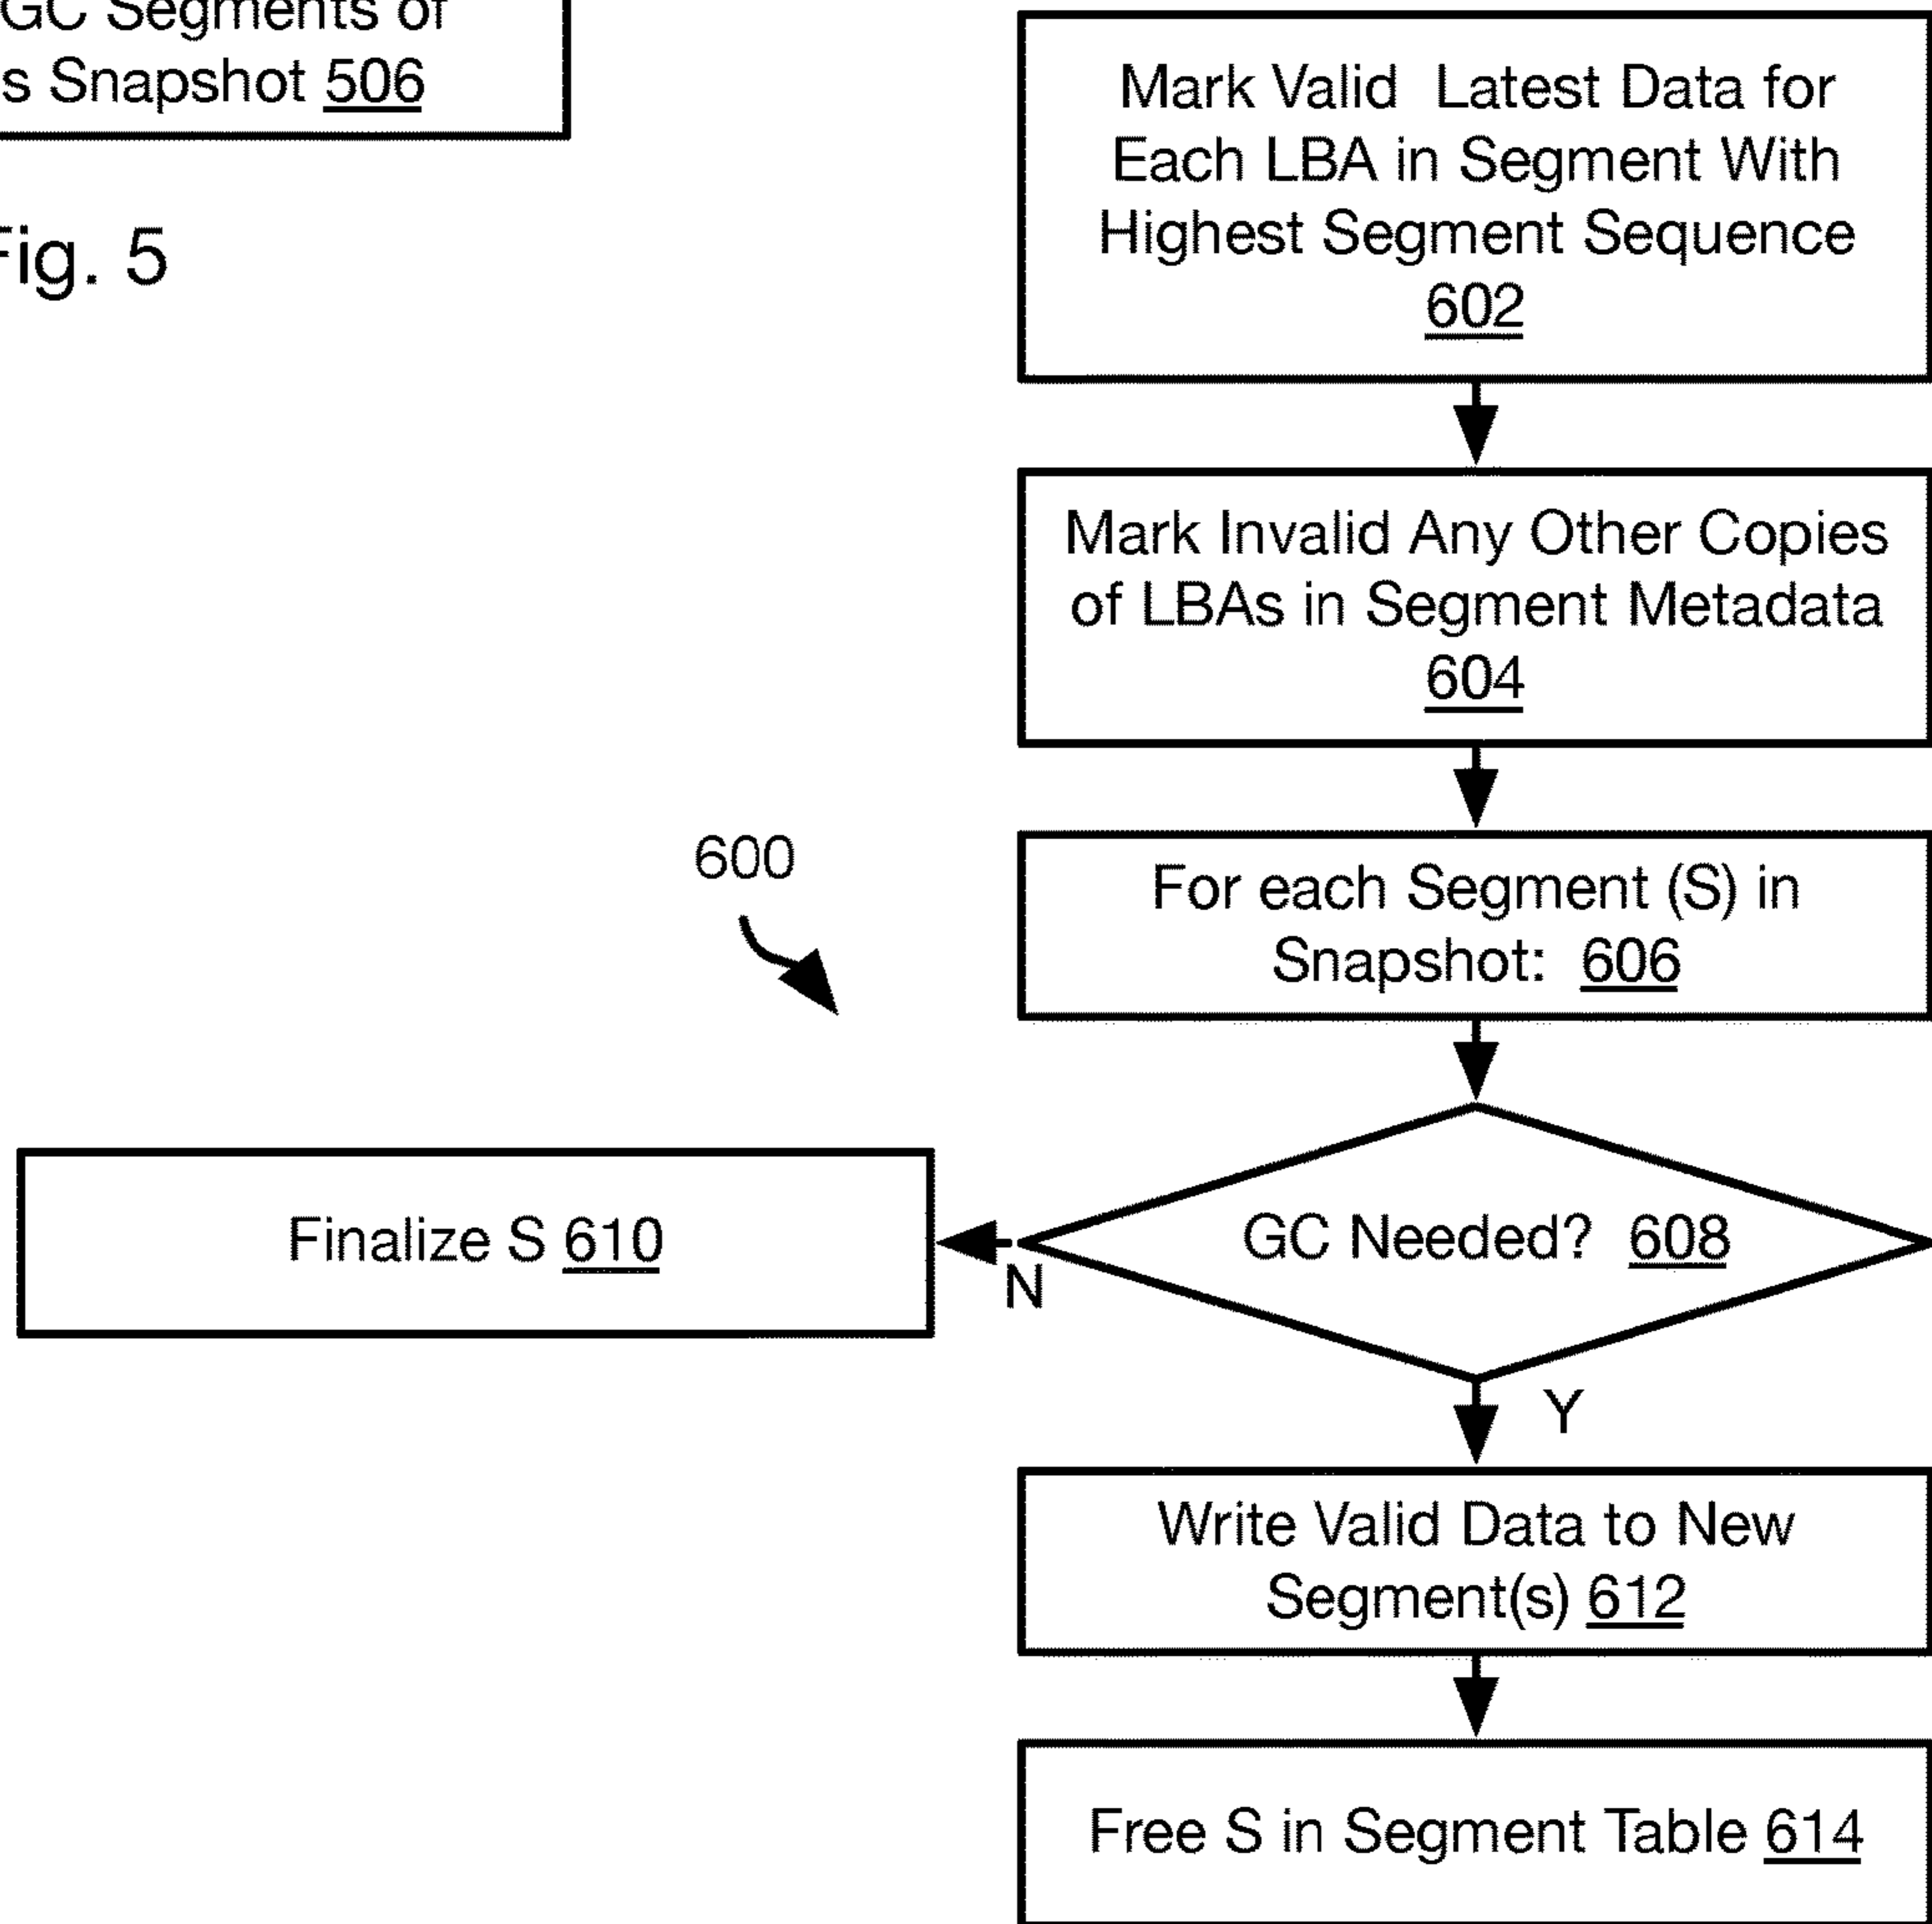 GC Segments of
s Snapshot 506
Fig. 5
Mark Valid Latest Data for
Each LBA in Segment With
Highest Segment Sequence
602
Mark Invalid Any Other Copies
of LBAs in Segment Metadata
604
600
For each Segment (S) in
Snapshot: 606
GC Needed? 608
N
Finalize S 610
Y
Write Valid Data to New
Segment(s) 612
Free S in Segment Table 614